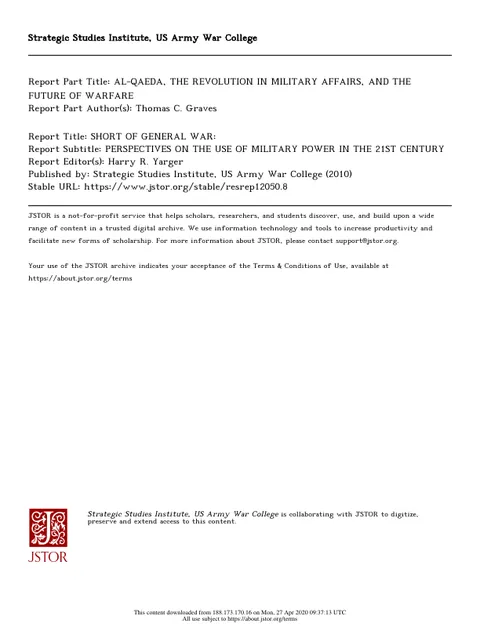 Strategic Studies Institute, US Army War College
Report Part Title: AL-QAEDA, THE REVOLUTION IN MILITARY AFFAIRS, AND THE
FUTURE OF WARFARE
Report Part Author(s): Thomas C. Graves
Report Title: SHORT OF GENERAL WAR:
Report Subtitle: PERSPECTIVES ON THE USE OF MILITARY POWER IN THE 21ST CENTURY
Report Editor(s): Harry R. Yarger
Published by: Strategic Studies Institute, US Army War College (2010)
Stable URL: https://www.jstor.org/stable/resrep12050.8
JSTOR is a not-for-profit service that helps scholars, researchers, and students discover, use, and build upon a wide
range of content in a trusted digital archive. We use information technology and tools to increase productivity and
facilitate new forms of scholarship. For more information about JSTOR, please contact support@jstor.org.
Your use of the JSTOR archive indicates your acceptance of the Terms & Conditions of Use, available at
https://about.jstor.org/terms
Strategic Studies Institute, US Army War College is collaborating with JSTOR to digitize,
preserve and extend access to this content.
JSTOR
This content downloaded from 188.173.170.16 on Mon, 27 Apr 2020 09:37:13 UTC
All use subject to https://about.jstor.org/terms